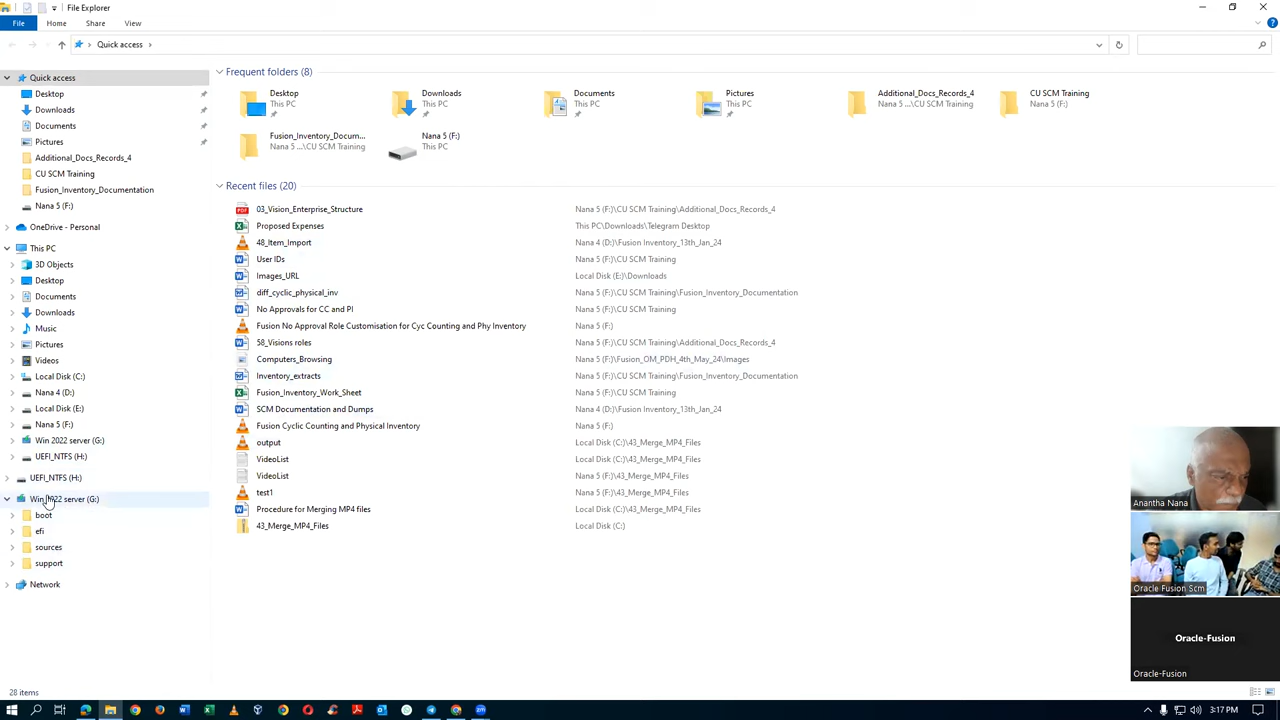 File Explorer
File
Home
Share
View
Quick access
Quick access
Desktop
Downloads
Documents
Pictures
Additional_Docs_Records_4
CU SCM Training
Fusion_Inventory_Documentation
Nana 5 (F:)
OneDrive - Personal
This PC
3D Objects
Desktop
Documents
Downloads
Music
Pictures
Videos
Local Disk (C:)
Nana 4 (D:)
Local Disk (E:)
Nana 5 (F:)
Win 2022 server (G:)
UEFI_NTFS (H:)
UEFI_NTFS (H:)
Win 2022 server (G:)
boot
efi
sources
support
Network
28 items
Frequent folders (8)
Desktop
This PC
Downloads
This PC
Documents
This PC
Pictures
This PC
Additional_Docs_Records_4
Nana 5 ...\CU SCM Training
CU SCM Training
Nana 5 (F:)
Fusion_Inventory_Docum...
Nana 5 ...\CU SCM Training
Nana 5 (F:)
This PC
Recent files (20)
03_Vision_Enterprise_Structure Nana 5 (F:)\CU SCM Training\Additional_Docs_Records_4
Proposed Expenses This PC\Downloads\Telegram Desktop
48_Item_Import Nana 4 (D:)\Fusion Inventory_13th_Jan_24
User IDs Nana 5 (F:)\CU SCM Training
Images_URL Local Disk (E:)\Downloads
diff_cyclic_physical_inv Nana 5 (F:)\CU SCM Training\Fusion_Inventory_Documentation
No Approvals for CC and PI Nana 5 (F:)\CU SCM Training
Fusion No Approval Role Customisation for Cyc Counting and Phy Inventory Nana 5 (F:)
58_Visions roles Nana 5 (F:)\CU SCM Training\Additional_Docs_Records_4
Computers_Browsing Nana 5 (F:)\Fusion_OM_PDH_4th_May_24\Images
Inventory_extracts Nana 5 (F:)\CU SCM Training\Fusion_Inventory_Documentation
Fusion_Inventory_Work_Sheet Nana 5 (F:)\CU SCM Training
SCM Documentation and Dumps Nana 4 (D:)\Fusion Inventory_13th_Jan_24
Fusion Cyclic Counting and Physical Inventory Nana 5 (F:)
output Local Disk (C:)\43_Merge_MP4_Files
VideoList Local Disk (C:)\43_Merge_MP4_Files
VideoList Nana 5 (F:)\43_Merge_MP4_Files
test1 Nana 5 (F:)\43_Merge_MP4_Files
Procedure for Merging MP4 files Local Disk (C:)\43_Merge_MP4_Files
43_Merge_MP4_Files Local Disk (C:)
Anantha Nana
Oracle Fusion Scm
Oracle-Fusion
Oracle-Fusion
3:17 PM